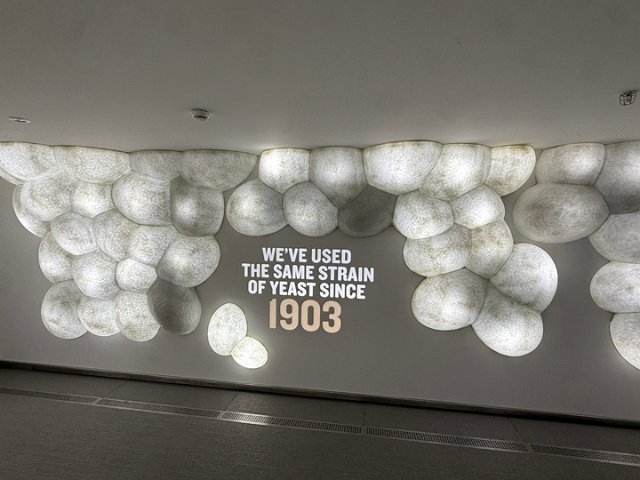 WE'VE USED
THE SAME STRAIN
OF YEAST SINCE
1903